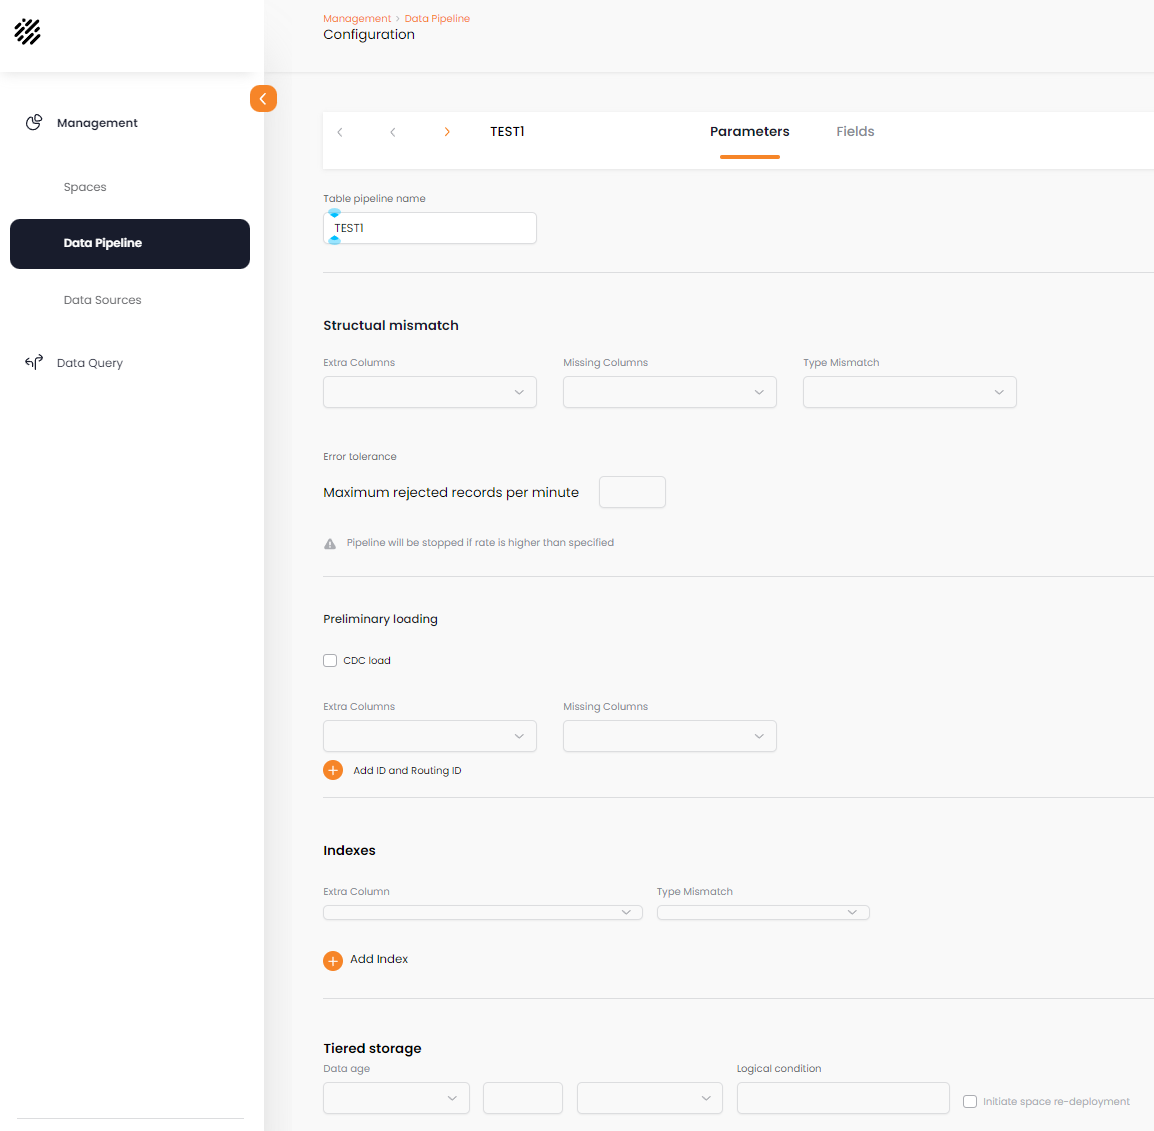 Management > Data Pipeline
Configuration
Management
Spaces
Data Pipeline
Data Sources
Data Query
TEST1
Parameters
Fields
Table pipeline name
TEST1
Structual mismatch
Extra Columns
Missing Columns
Type Mismatch
Error tolerance
Maximum rejected records per minute
Pipeline will be stopped if rate is higher than specified
Preliminary loading
CDC load
Extra Columns
Missing Columns
Add ID and Routing ID
Indexes
Extra Column
Type Mismatch
Add Index
Tiered storage
Data age
Logical condition
Initiate space re-deployment